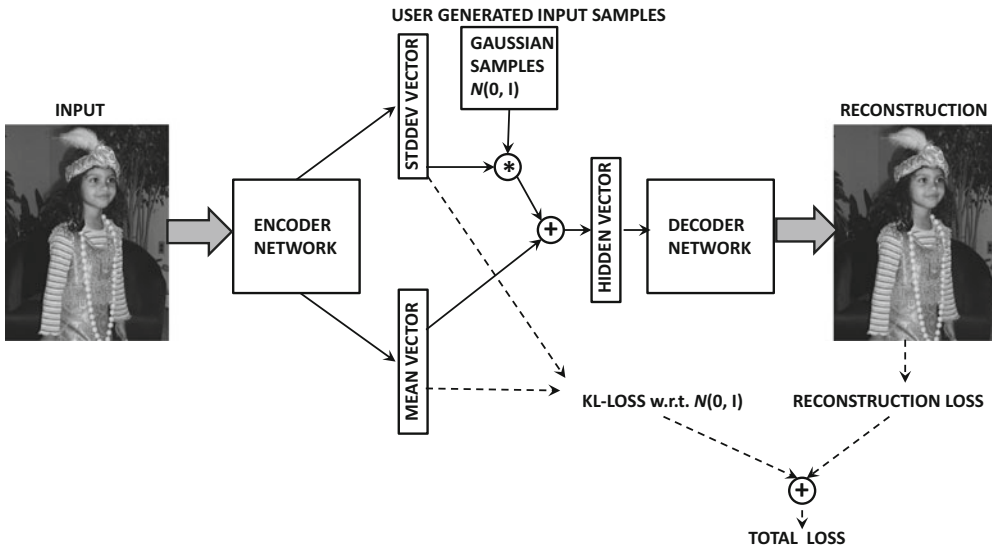 USER GENERATED INPUT SAMPLES
GAUSSIAN
SAMPLES
N(0, I)
STDDEV VECTOR
INPUT
RECONSTRUCTION
*
ENCODER
NETWORK
+
HIDDEN VECTOR
DECODER
NETWORK
MEAN VECTOR
KL-LOSS w.r.t. N(0, I)
RECONSTRUCTION LOSS
+
TOTAL LOSS